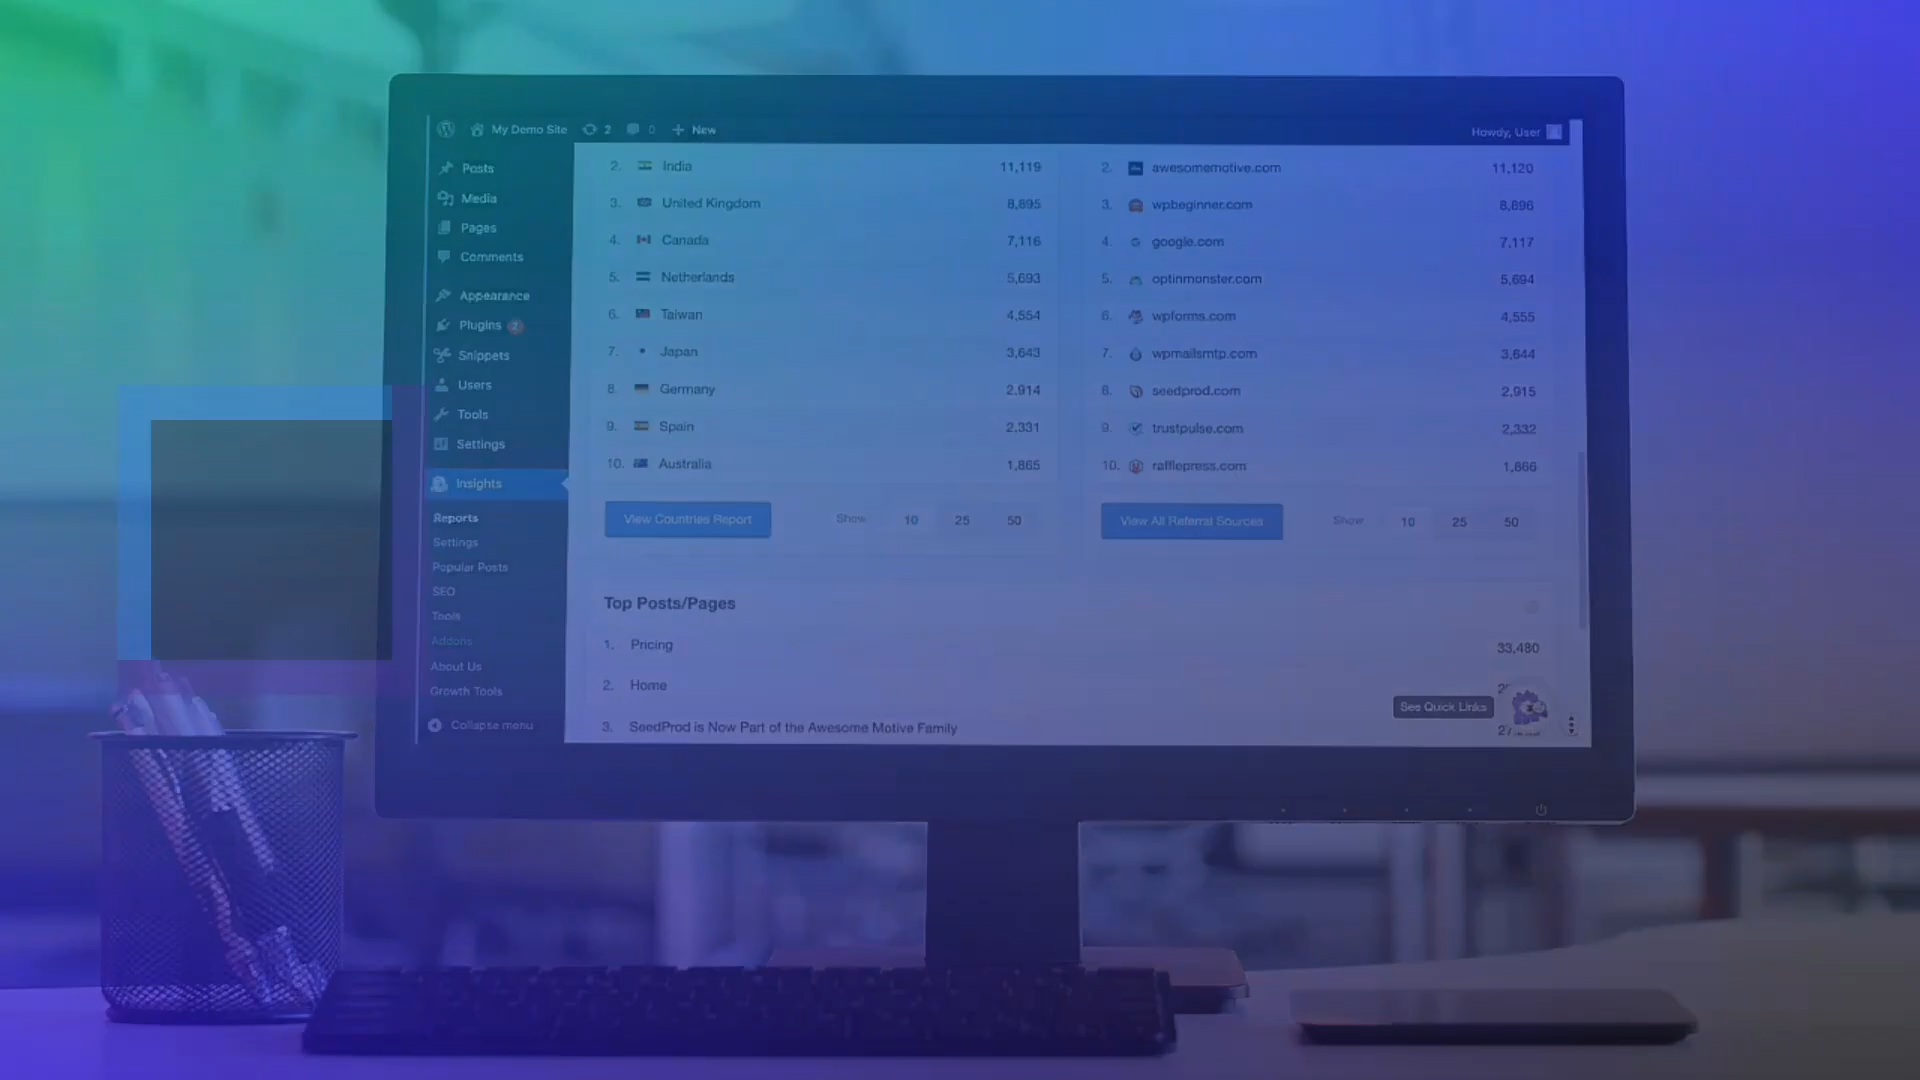 My Demo Site 2 0 New
Howdy, User
Posts
Media
Pages
Comments
Appearance
Plugins 2
Snippets
Users
Tools
Settings
Insights
Reports
Settings
Popular Posts
SEO
Tools
Addons
About Us
Growth Tools
Collapse menu
2. India 11,119
3. United Kingdom 8,895
4. Canada 7,116
5. Netherlands 5,693
6. Taiwan 4,554
7. Japan 3,643
8. Germany 2,914
9. Spain 2,331
10. Australia 1,865
View Countries Report Show 10 25 50
2. awesomemotive.com 11,120
3. wpbeginner.com 8,896
4. google.com 7,117
5. optinmonster.com 5,694
6. wpforms.com 4,555
7. wpmailsmtp.com 3,644
8. seedprod.com 2,915
9. trustpulse.com 2,332
10. rafflepress.com 1,866
View All Referral Sources Show 10 25 50
Top Posts/Pages
1. Pricing 33,480
2. Home
3. SeedProd is Now Part of the Awesome Motive Family
See Quick Links